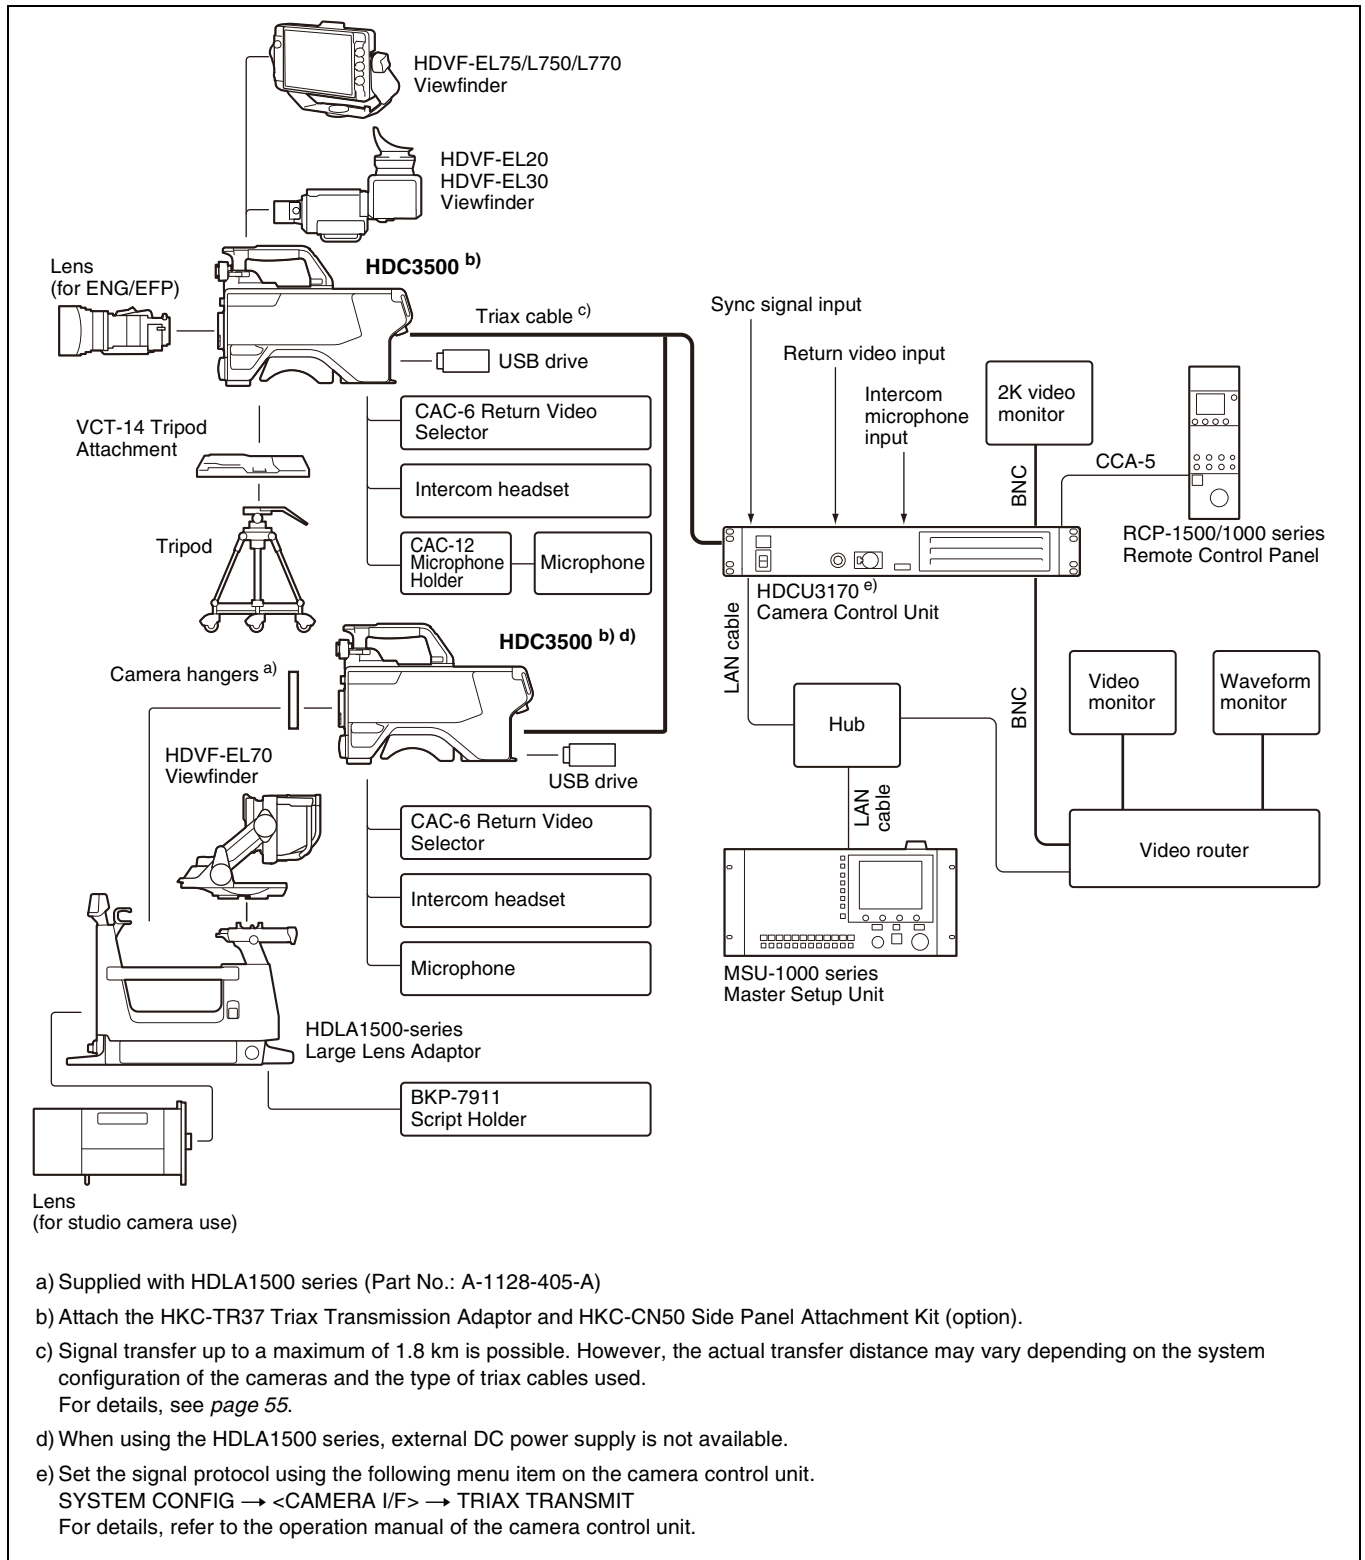 HDVF-EL75/L750/L770
Viewfinder
HDVF-EL20
HDVF-EL30
Viewfinder
Lens
(for ENG/EFP)
HDC3500 b)
Triax cable c)
USB drive
VCT-14 Tripod
Attachment
CAC-6 Return Video
Selector
Intercom headset
Tripod
CAC-12
Microphone
Holder
Microphone
Sync signal input
Return video input
Intercom
microphone
input
2K video
monitor
BNC
CCA-5
RCP-1500/1000 series
Remote Control Panel
HDCU3170 e)
Camera Control Unit
LAN cable
Hub
BNC
Video
monitor
Waveform
monitor
LAN
cable
Video router
MSU-1000 series
Master Setup Unit
HDC3500 b) d)
Camera hangers a)
USB drive
HDVF-EL70
Viewfinder
CAC-6 Return Video
Selector
Intercom headset
Microphone
HDLA1500-series
Large Lens Adaptor
BKP-7911
Script Holder
Lens
(for studio camera use)
a) Supplied with HDLA1500 series (Part No.: A-1128-405-A)
b) Attach the HKC-TR37 Triax Transmission Adaptor and HKC-CN50 Side Panel Attachment Kit (option).
c) Signal transfer up to a maximum of 1.8 km is possible. However, the actual transfer distance may vary depending on the system
configuration of the cameras and the type of triax cables used.
For details, see page 55.
d) When using the HDLA1500 series, external DC power supply is not available.
e) Set the signal protocol using the following menu item on the camera control unit.
SYSTEM CONFIG → <CAMERA I/F> → TRIAX TRANSMIT
For details, refer to the operation manual of the camera control unit.